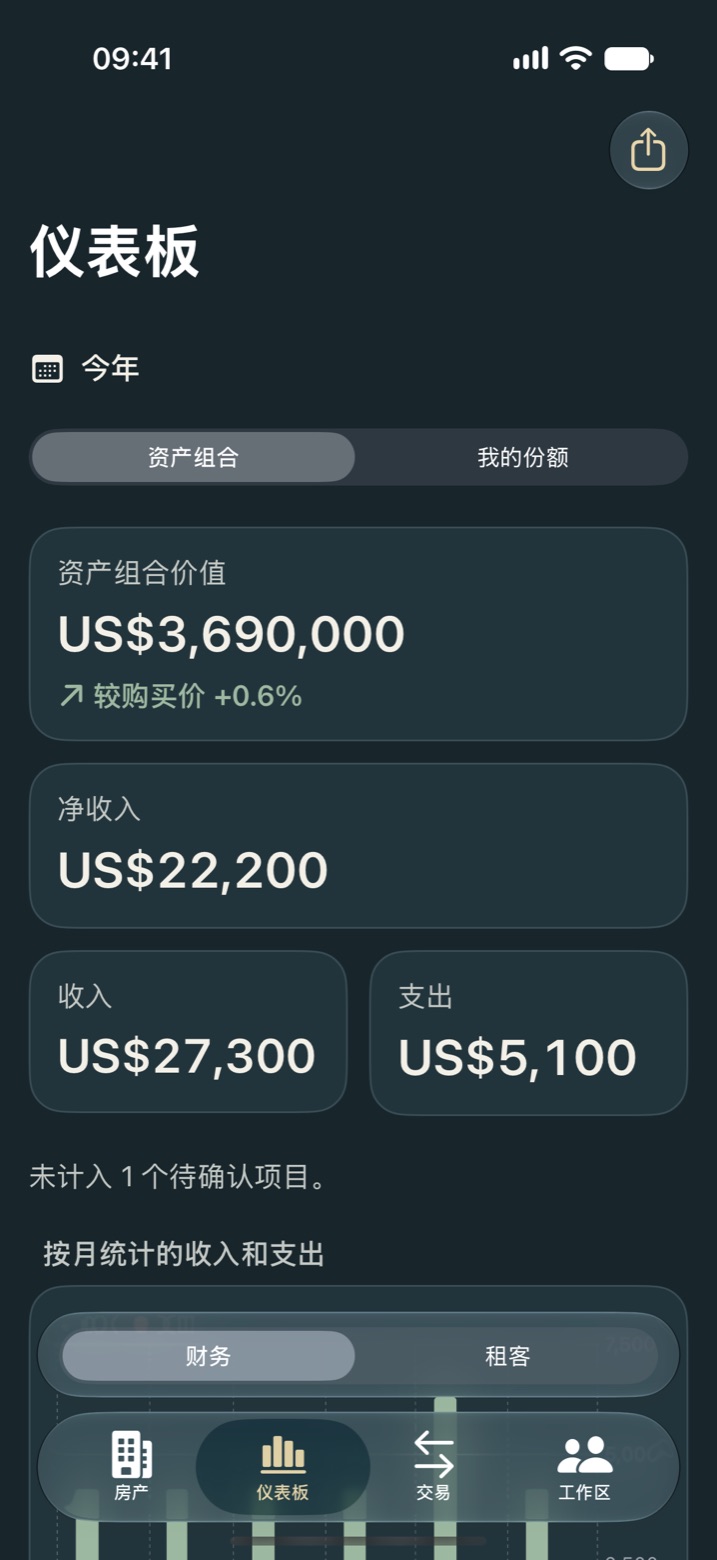 09:41
仪表板
今年
资产组合
我的份额
资产组合价值
US$3,690,000
较购买价 +0.6%
净收入
US$22,200
收入
US$27,300
支出
US$5,100
未计入 1 个待确认项目。
按月统计的收入和支出
财务
租客
房产
仪表板
交易
工作区